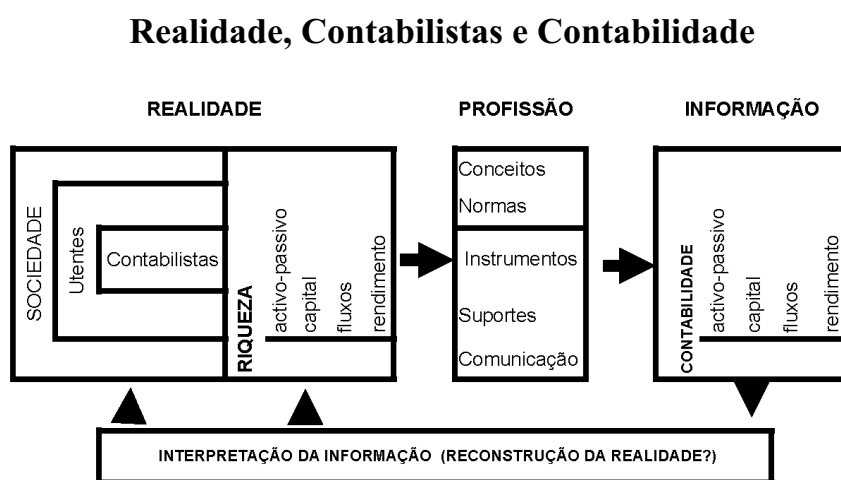 Realidade, Contabilistas e Contabilidade
REALIDADE
PROFISSÃO
INFORMAÇÃO
SOCIEDADE
Utentes
Contabilistas
RIQUEZA
activo-passivo
capital
fluxos
rendimento
Conceitos
Normas
Instrumentos
Suportes
Comunicação
CONTABILIDADE
activo-passivo
capital
fluxos
rendimento
INTERPRETAÇÃO DA INFORMAÇÃO (RECONSTRUÇÃO DA REALIDADE?)